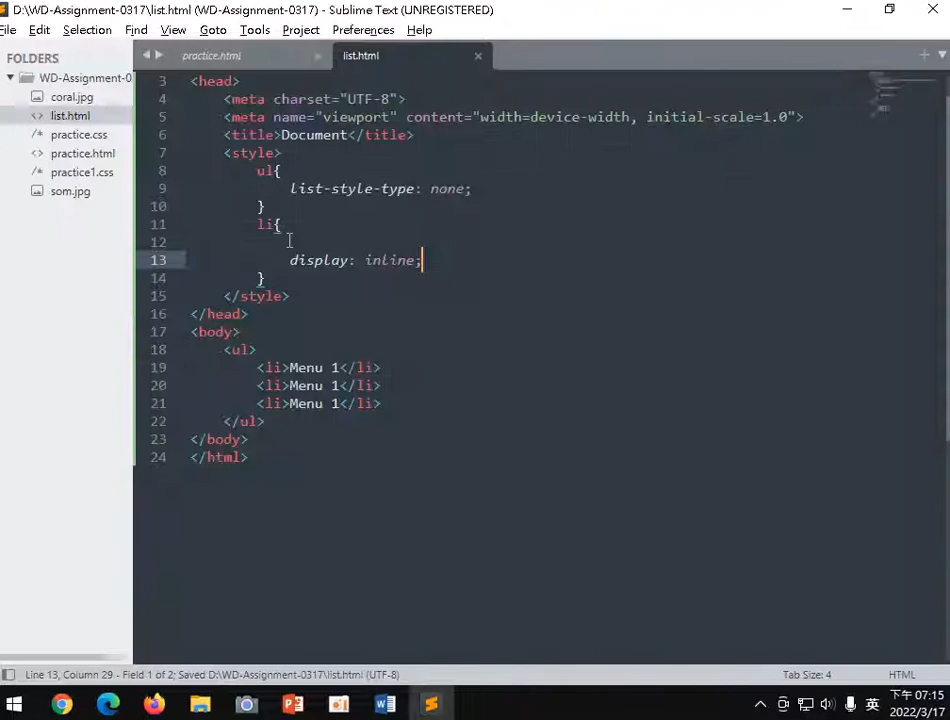 D:\WD-Assignment-0317\list.html (WD-Assignment-0317) - Sublime Text (UNREGISTERED)
File Edit Selection Find View Goto Tools Project Preferences Help
FOLDERS
WD-Assignment-0
coral.jpg
list.html
practice.css
practice.html
practice1.css
som.jpg
practice.html × list.html ×
3 <head>
4 <meta charset="UTF-8">
5 <meta name="viewport" content="width=device-width, initial-scale=1.0">
6 <title>Document</title>
7 <style>
8 ul{
9 list-style-type: none;
10 }
11 li{
12
13 display: inline;
14 }
15 </style>
16 </head>
17 <body>
18 <ul>
19 <li>Menu 1</li>
20 <li>Menu 1</li>
21 <li>Menu 1</li>
22 </ul>
23 </body>
24 </html>
Line 13, Column 29 - Field 1 of 2; Saved D:\WD-Assignment-0317\list.html (UTF-8) Tab Size: 4 HTML
英 下午 07:15
2022/3/17